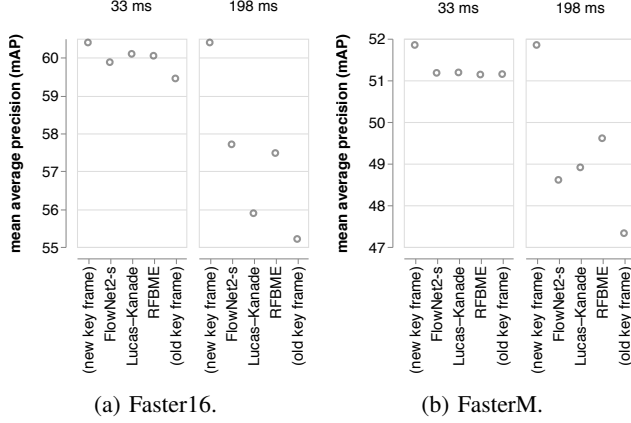 33 ms 198 ms
mean average precision (mAP)
60
59
58
57
56
55
(new key frame)
FlowNet2-s
Lucas–Kanade
RFBME
(old key frame)
(new key frame)
FlowNet2-s
Lucas–Kanade
RFBME
(old key frame)
(a) Faster16.
33 ms 198 ms
mean average precision (mAP)
52
51
50
49
48
47
(new key frame)
FlowNet2-s
Lucas–Kanade
RFBME
(old key frame)
(new key frame)
FlowNet2-s
Lucas–Kanade
RFBME
(old key frame)
(b) FasterM.